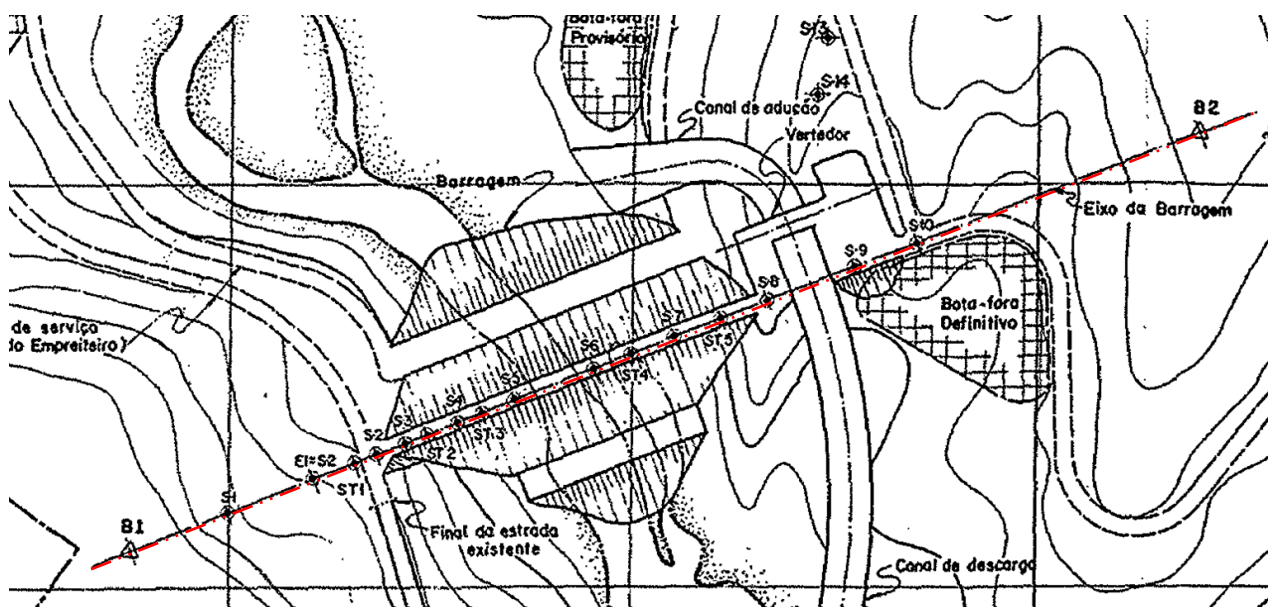 Bota-fora
Provisório
S-13
S-14
Canal de adução
Vertedor
B2
Barragem
Eixo da Barragem
S-10
S-9
Bota-fora
Definitivo
S-8
de serviço
do Empreiteiro)
S-7
ST.5
S-6
ST.4
S-5
S-4
ST.3
S-3
ST 2
S-2
E1=S2
ST1
S-1
B1
Final da estrada
existente
Canal de descarga